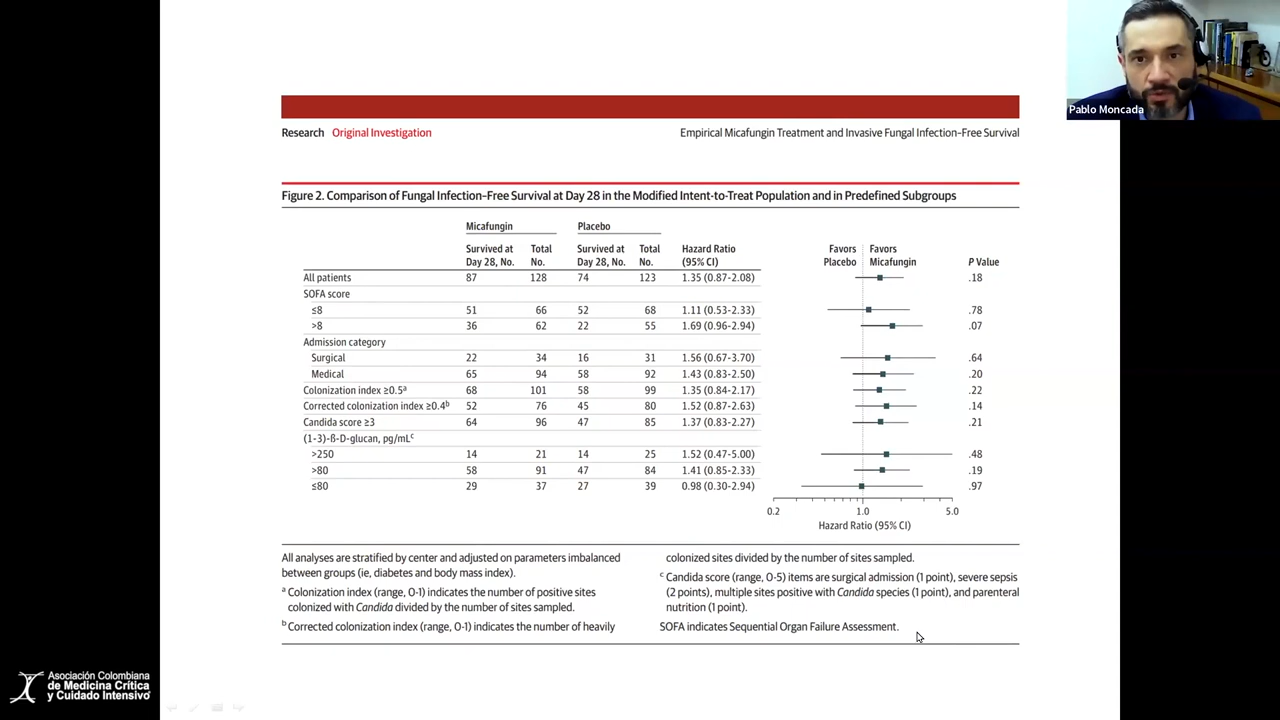 Pablo Moncada
Research Original Investigation
Empirical Micafungin Treatment and Invasive Fungal Infection–Free Survival
Figure 2. Comparison of Fungal Infection–Free Survival at Day 28 in the Modified Intent-to-Treat Population and in Predefined Subgroups
Micafungin Placebo
Survived at Total Survived at Total Hazard Ratio Favors Favors
Day 28, No. No. Day 28, No. No. (95% CI) Placebo Micafungin P Value
All patients 87 128 74 123 1.35 (0.87-2.08) .18
SOFA score
≤8 51 66 52 68 1.11 (0.53-2.33) .78
>8 36 62 22 55 1.69 (0.96-2.94) .07
Admission category
Surgical 22 34 16 31 1.56 (0.67-3.70) .64
Medical 65 94 58 92 1.43 (0.83-2.50) .20
Colonization index ≥0.5a 68 101 58 99 1.35 (0.84-2.17) .22
Corrected colonization index ≥0.4b 52 76 45 80 1.52 (0.87-2.63) .14
Candida score ≥3 64 96 47 85 1.37 (0.83-2.27) .21
(1-3)-ß-D-glucan, pg/mLc
>250 14 21 14 25 1.52 (0.47-5.00) .48
>80 58 91 47 84 1.41 (0.85-2.33) .19
≤80 29 37 27 39 0.98 (0.30-2.94) .97
0.2 1.0 5.0
Hazard Ratio (95% CI)
All analyses are stratified by center and adjusted on parameters imbalanced
between groups (ie, diabetes and body mass index).
a Colonization index (range, 0-1) indicates the number of positive sites
colonized with Candida divided by the number of sites sampled.
b Corrected colonization index (range, 0-1) indicates the number of heavily
colonized sites divided by the number of sites sampled.
c Candida score (range, 0-5) items are surgical admission (1 point), severe sepsis
(2 points), multiple sites positive with Candida species (1 point), and parenteral
nutrition (1 point).
SOFA indicates Sequential Organ Failure Assessment.
Asociación Colombiana
de Medicina Crítica
y Cuidado Intensivo